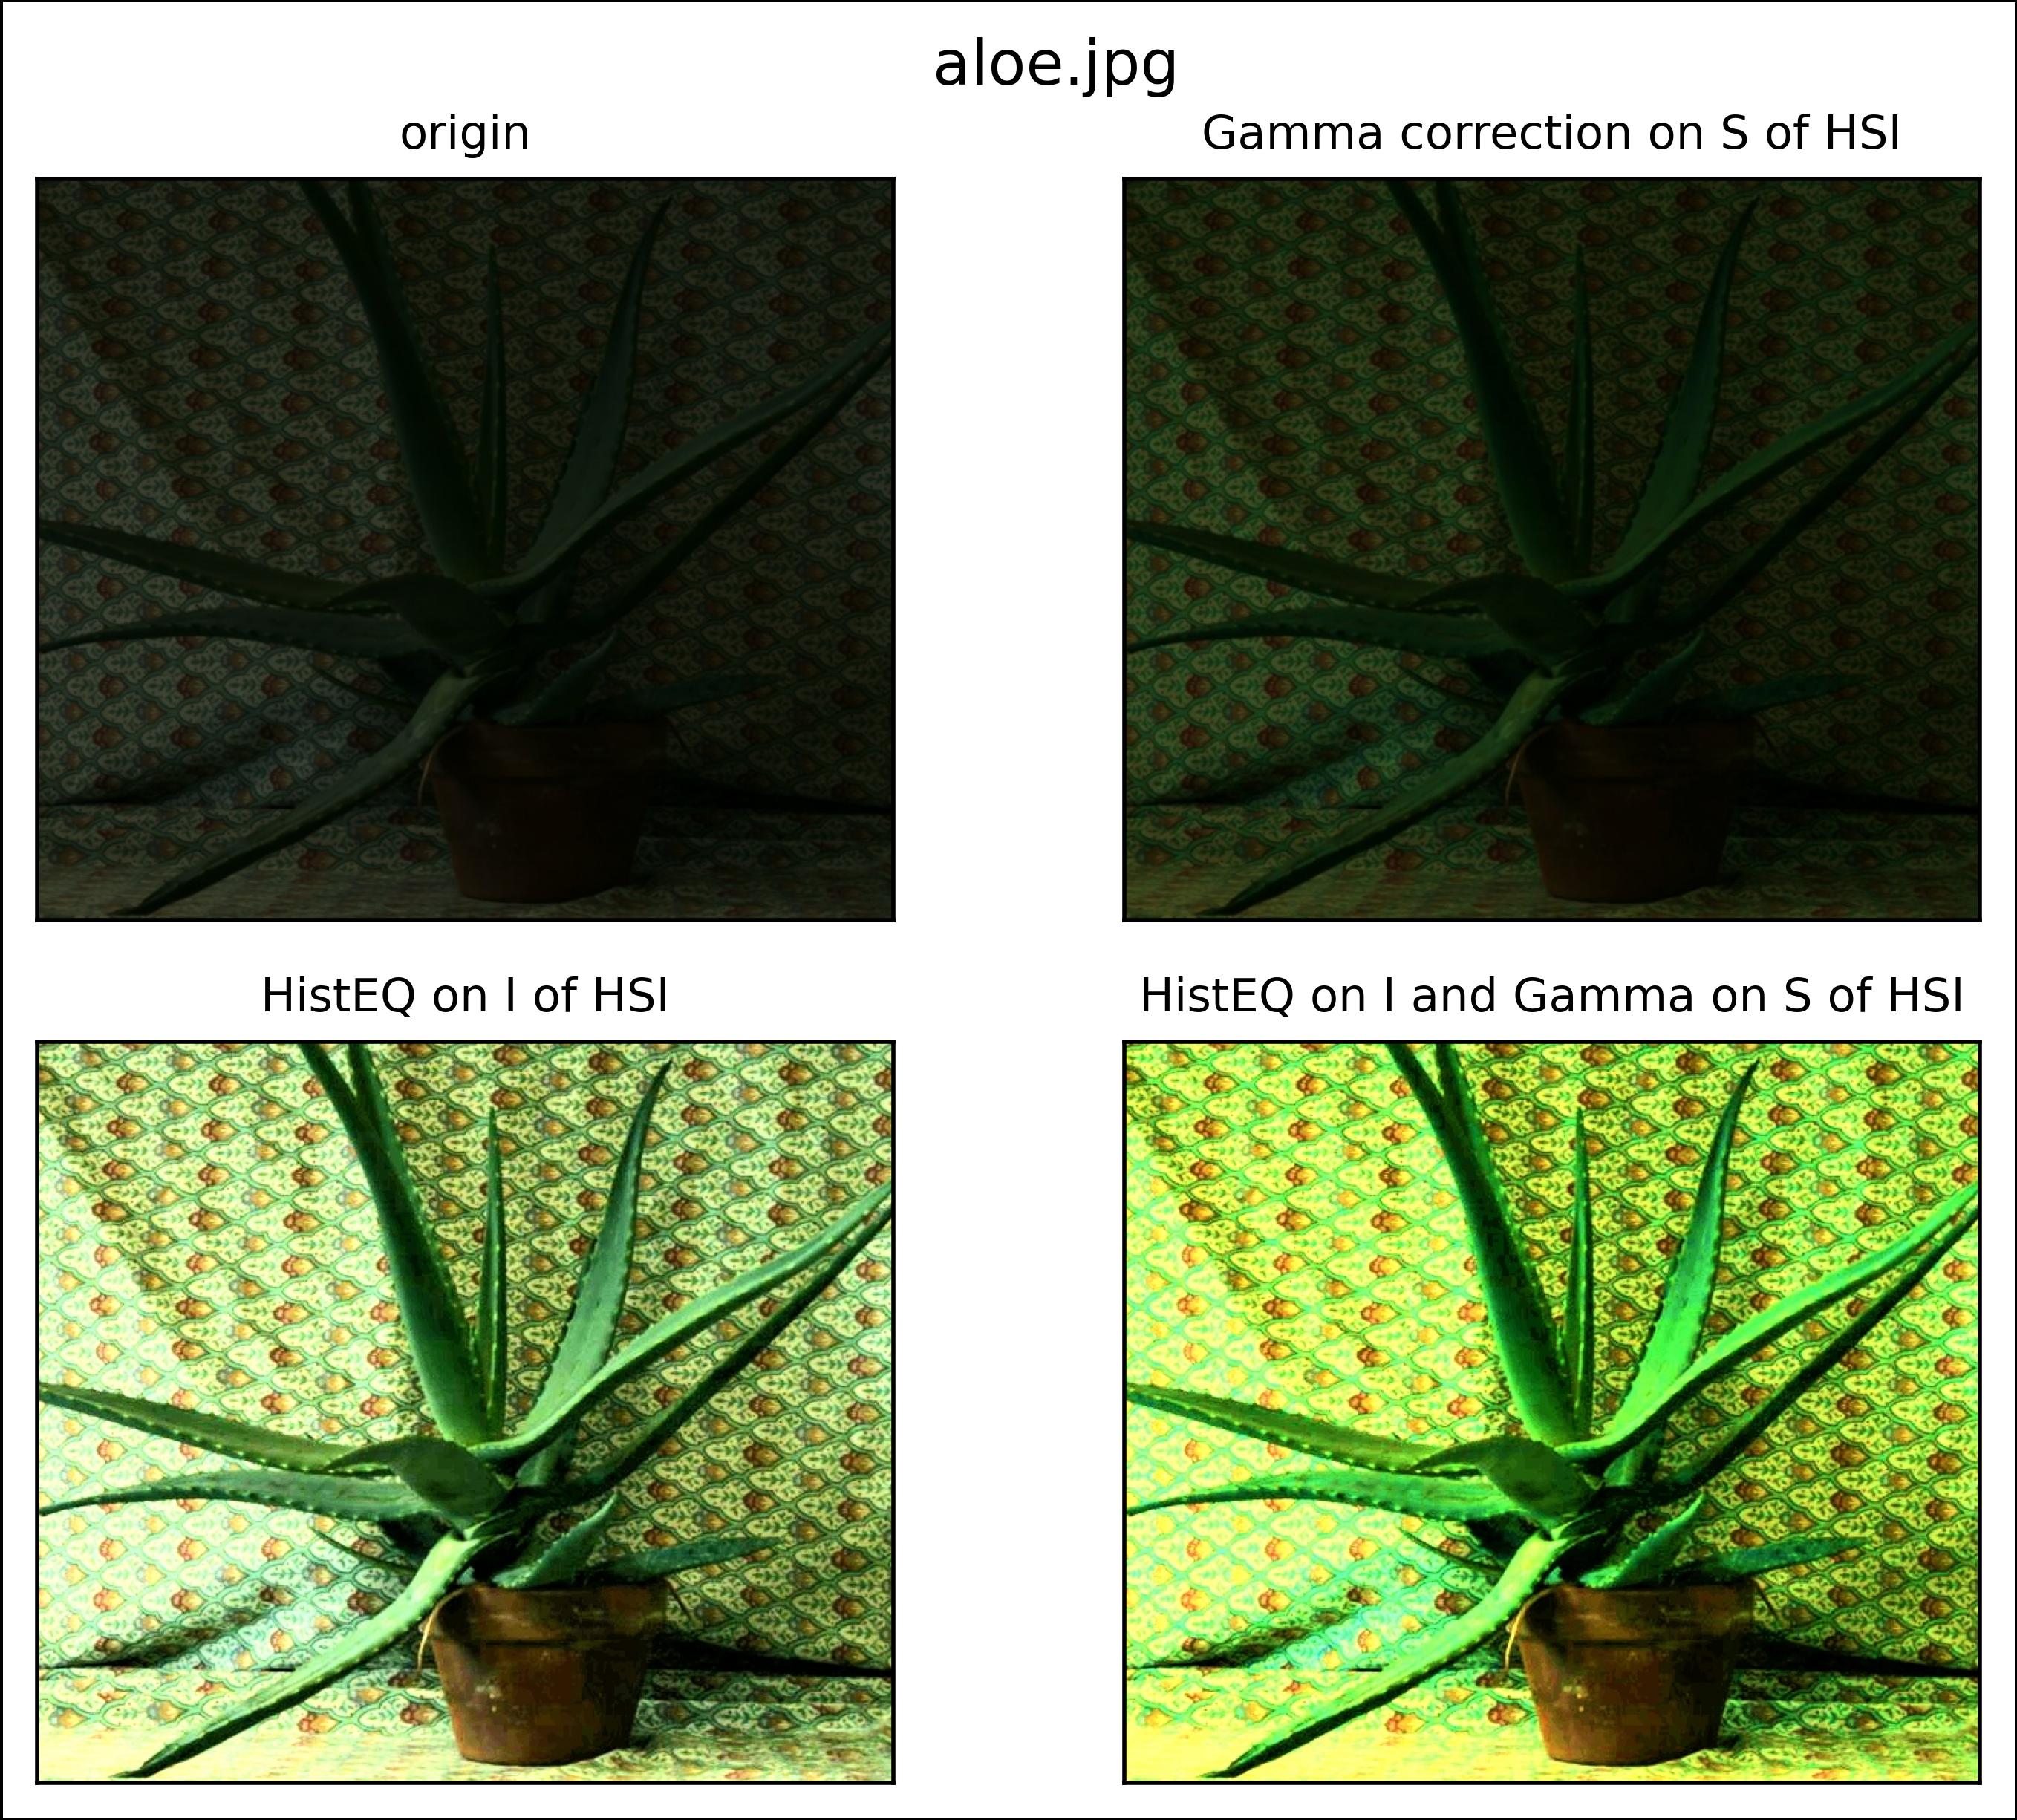 aloe.jpg
origin
Gamma correction on S of HSI
HistEQ on I of HSI
HistEQ on I and Gamma on S of HSI